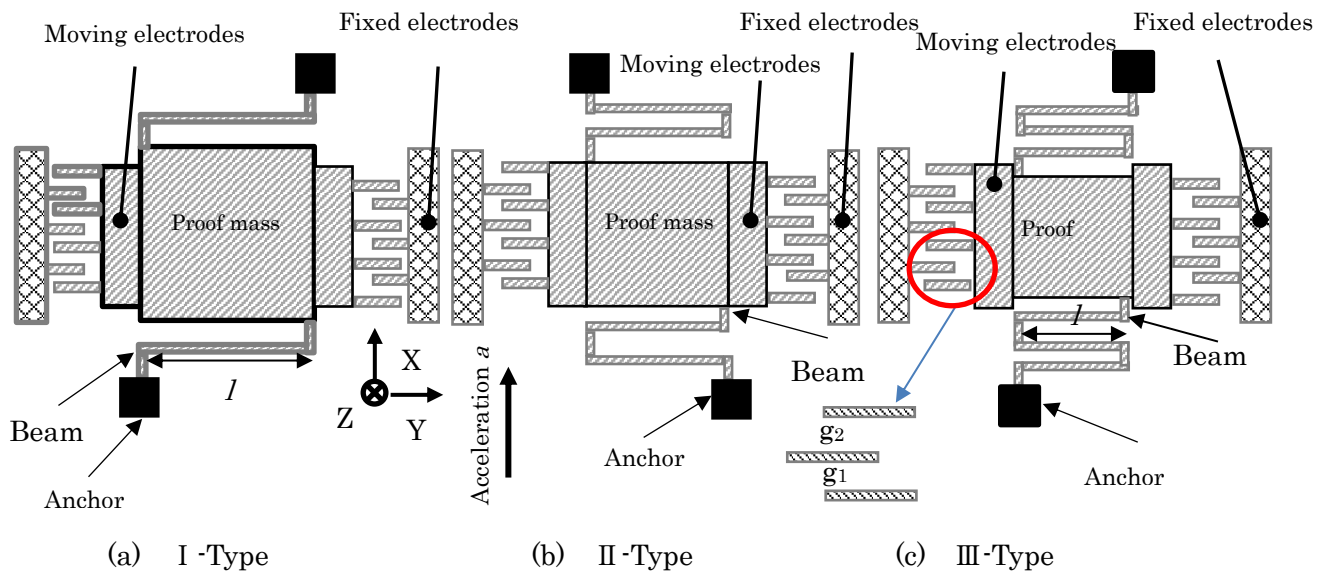 Moving electrodes
Fixed electrodes
Proof mass
l
Beam
Anchor
X
Z
Y
(a) Ⅰ-Type
Moving electrodes
Fixed electrodes
Proof mass
Beam
Anchor
Acceleration a
(b) Ⅱ-Type
Moving electrodes
Fixed electrodes
Proof
l
Beam
Anchor
g2
g1
(c) Ⅲ-Type